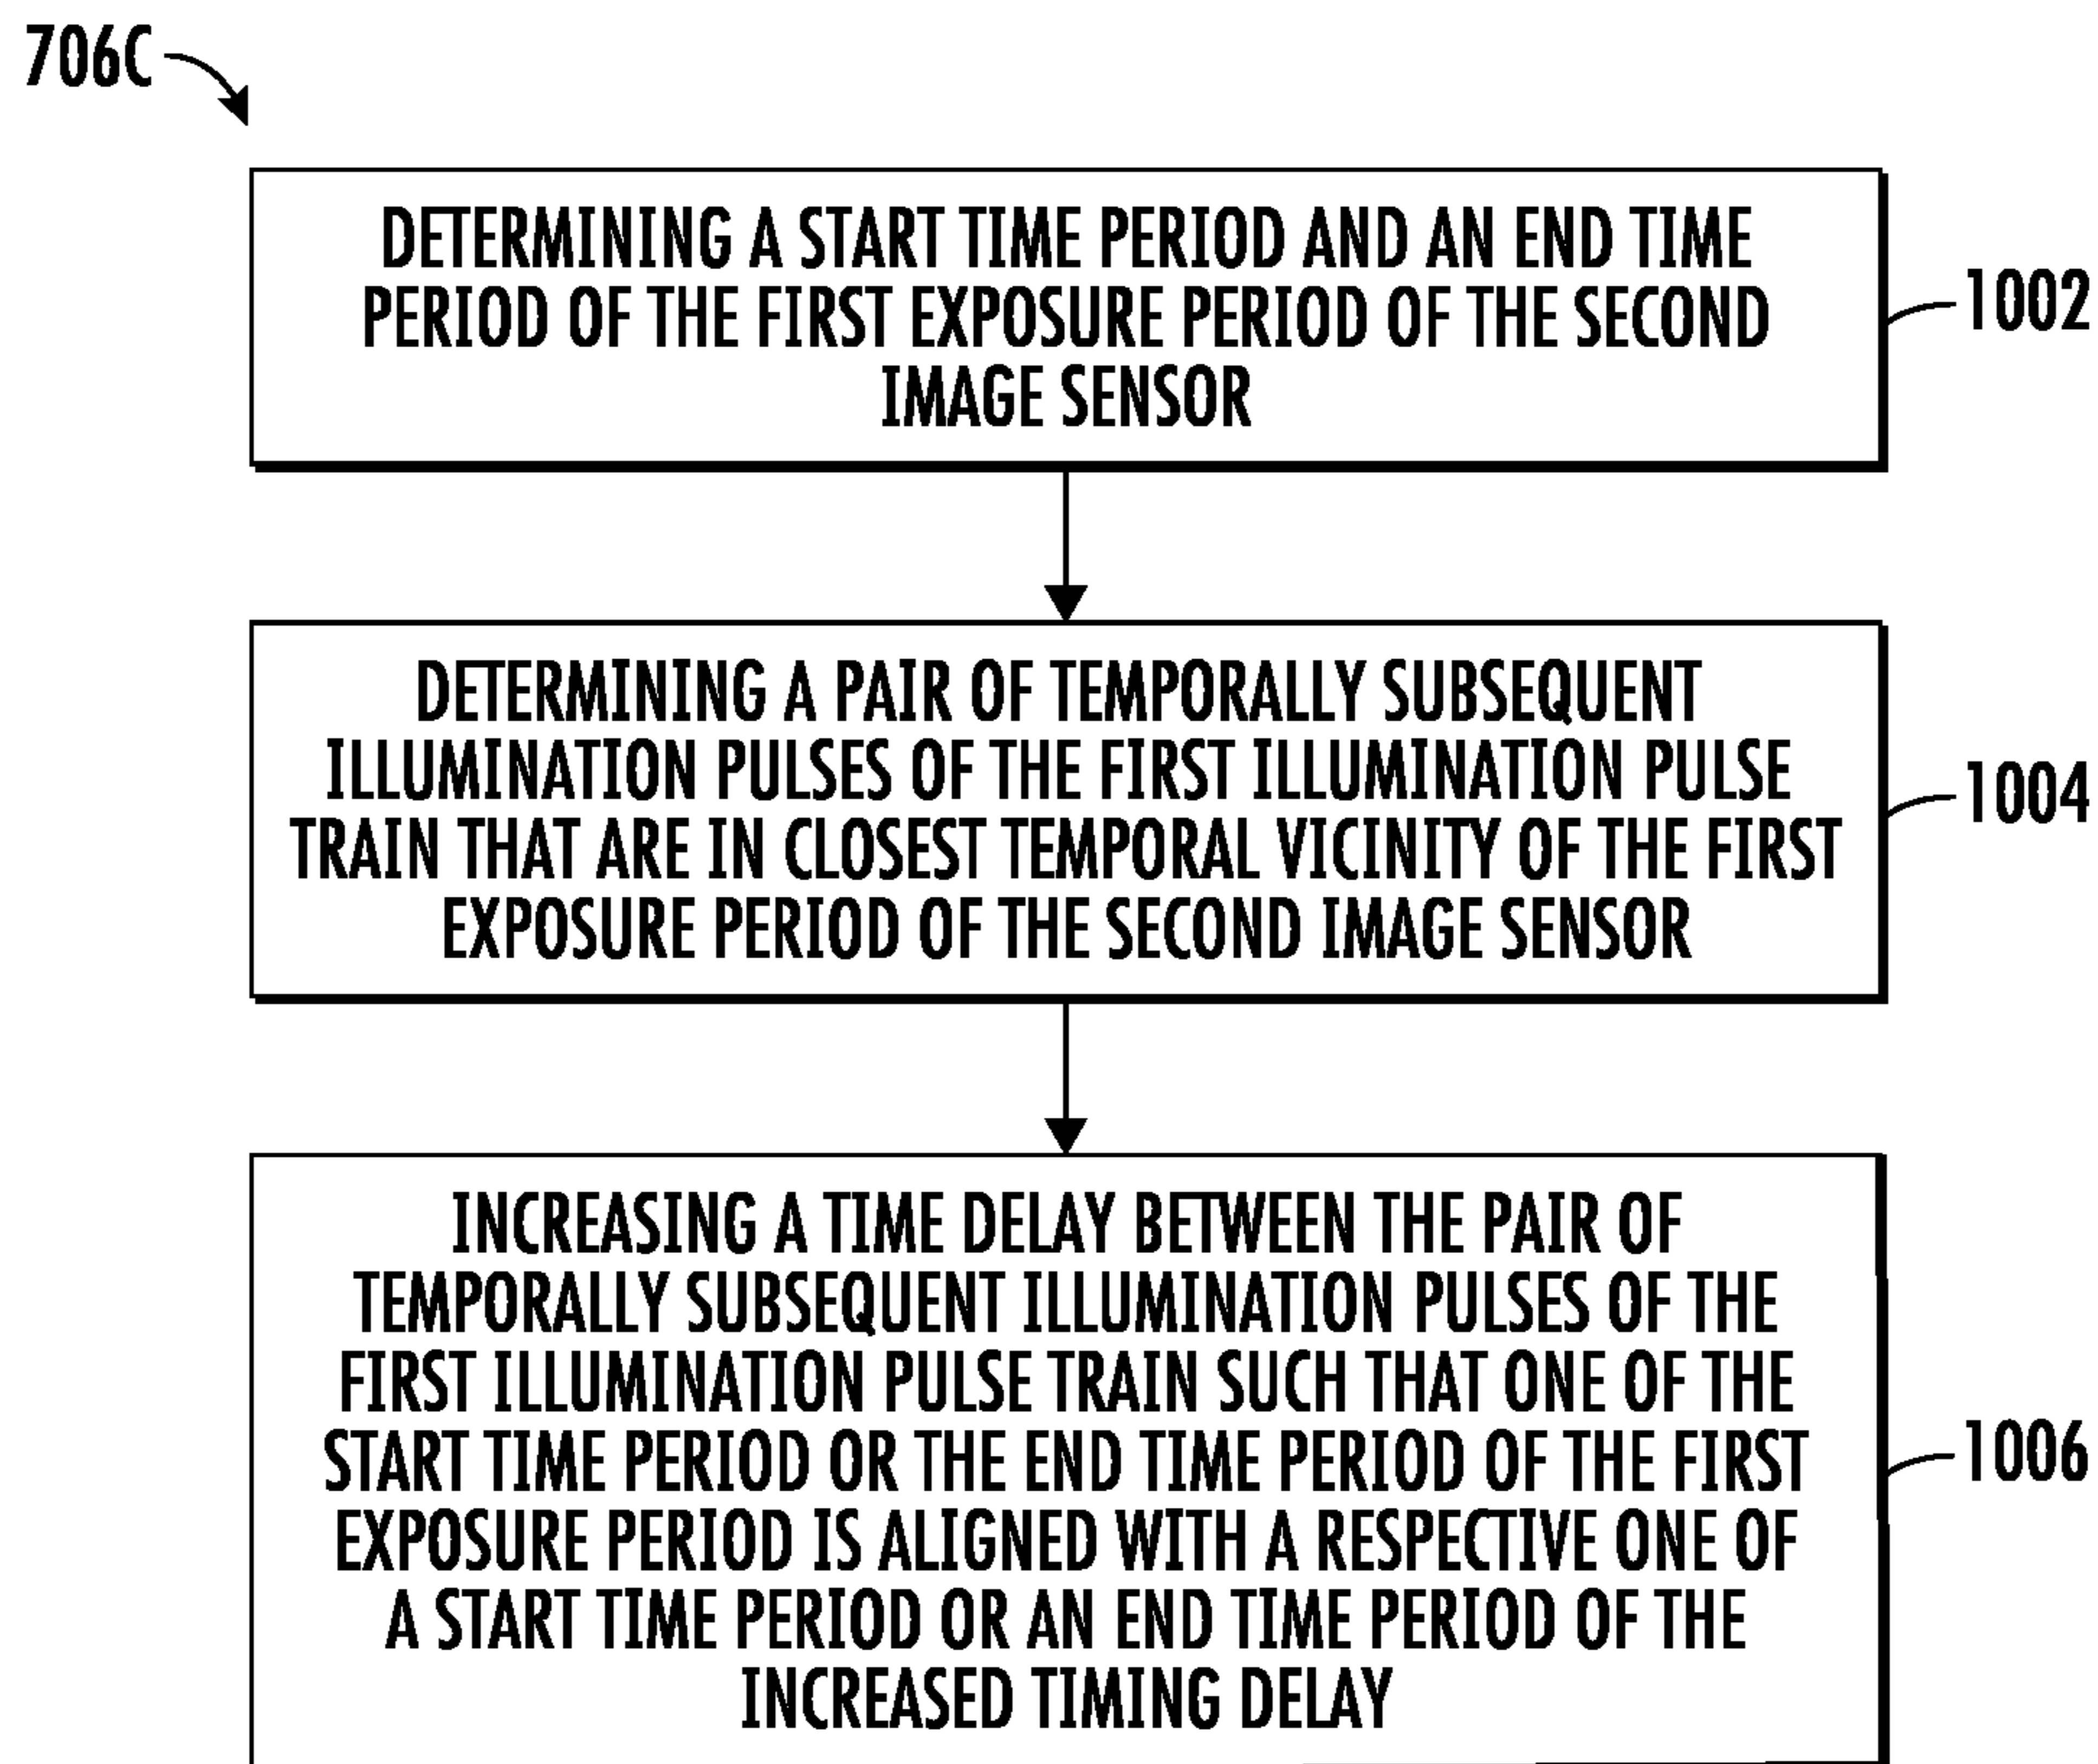 706C
DETERMINING A START TIME PERIOD AND AN END TIME
PERIOD OF THE FIRST EXPOSURE PERIOD OF THE SECOND
IMAGE SENSOR
1002
DETERMINING A PAIR OF TEMPORALLY SUBSEQUENT
ILLUMINATION PULSES OF THE FIRST ILLUMINATION PULSE
TRAIN THAT ARE IN CLOSEST TEMPORAL VICINITY OF THE FIRST
EXPOSURE PERIOD OF THE SECOND IMAGE SENSOR
1004
INCREASING A TIME DELAY BETWEEN THE PAIR OF
TEMPORALLY SUBSEQUENT ILLUMINATION PULSES OF THE
FIRST ILLUMINATION PULSE TRAIN SUCH THAT ONE OF THE
START TIME PERIOD OR THE END TIME PERIOD OF THE FIRST
EXPOSURE PERIOD IS ALIGNED WITH A RESPECTIVE ONE OF
A START TIME PERIOD OR AN END TIME PERIOD OF THE
INCREASED TIMING DELAY
1006